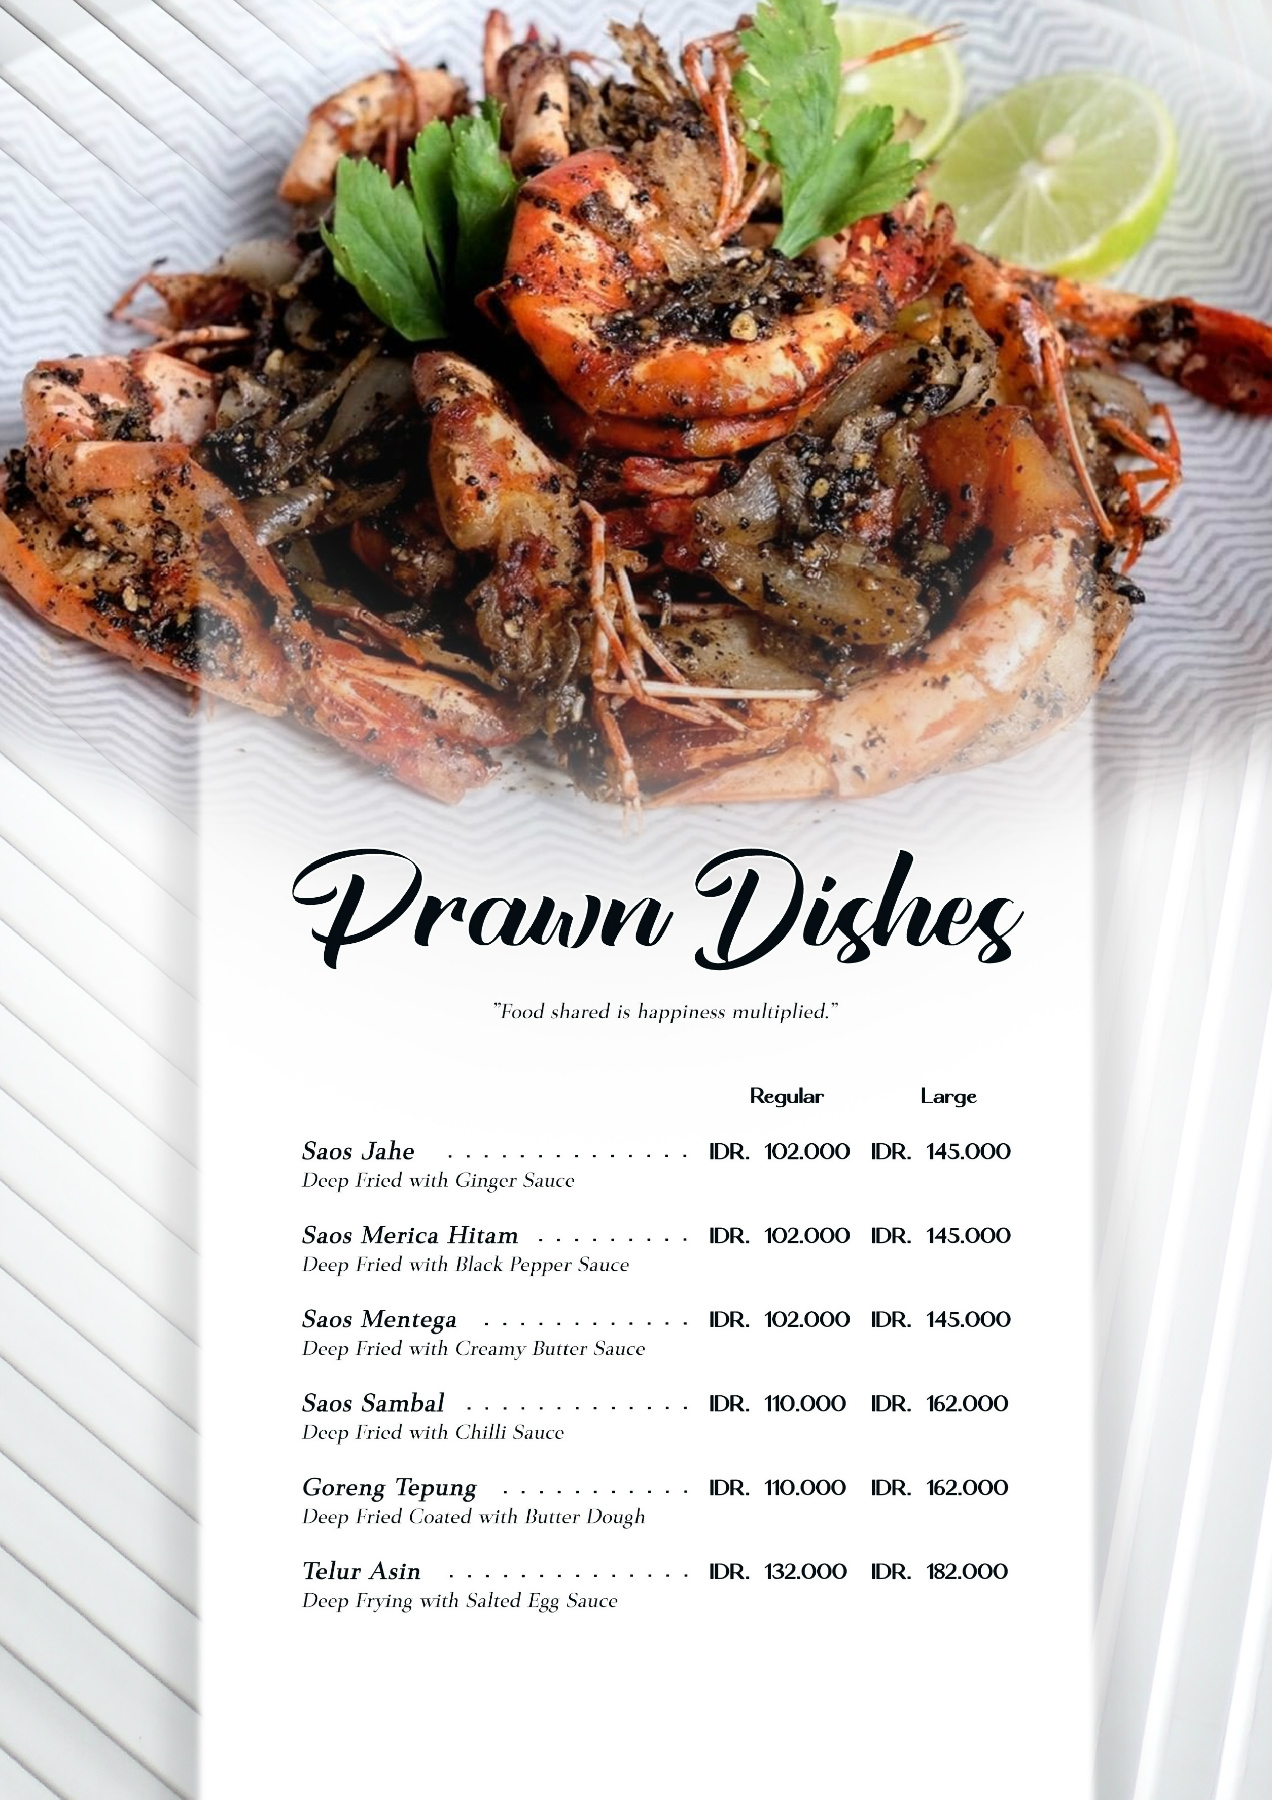 Prawn Dishes
”Food shared is happiness multiplied.”
Regular Large
Saos Jahe . . . . . . . . . . . . . . IDR. 102.000 IDR. 145.000
Deep Fried with Ginger Sauce
Saos Merica Hitam . . . . . . . . . IDR. 102.000 IDR. 145.000
Deep Fried with Black Pepper Sauce
Saos Mentega . . . . . . . . . . . . IDR. 102.000 IDR. 145.000
Deep Fried with Creamy Butter Sauce
Saos Sambal . . . . . . . . . . . . . IDR. 110.000 IDR. 162.000
Deep Fried with Chilli Sauce
Goreng Tepung . . . . . . . . . . . IDR. 110.000 IDR. 162.000
Deep Fried Coated with Butter Dough
Telur Asin . . . . . . . . . . . . . . IDR. 132.000 IDR. 182.000
Deep Frying with Salted Egg Sauce